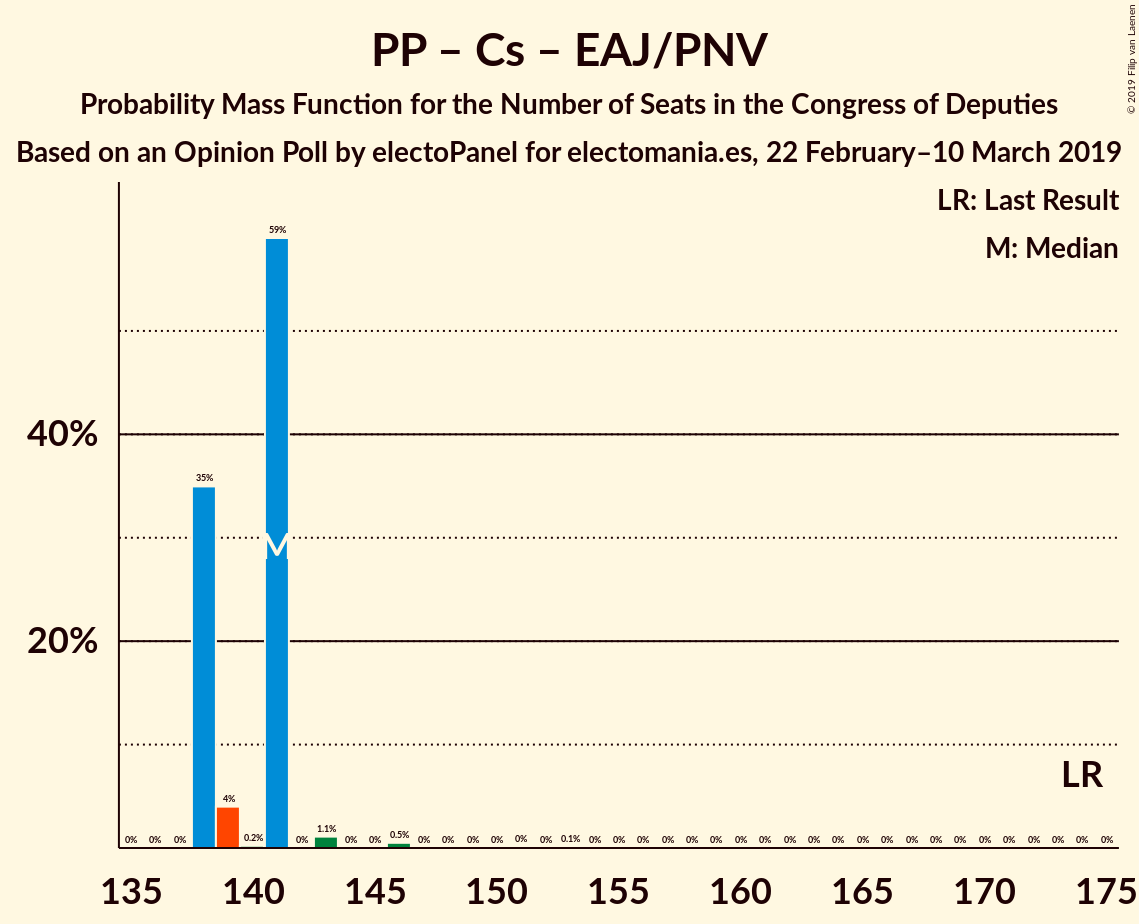 PP – Cs – EAJ/PNV
Probability Mass Function for the Number of Seats in the Congress of Deputies
Based on an Opinion Poll by electoPanel for electomania.es, 22 February–10 March 2019
© 2019 Filip van Laenen
LR: Last Result
M: Median
59%
40%
35%
M
20%
LR
4%
0% 0% 0% 0.2% 0% 1.1% 0% 0% 0.5% 0% 0% 0% 0% 0% 0% 0.1% 0% 0% 0% 0% 0% 0% 0% 0% 0% 0% 0% 0% 0% 0% 0% 0% 0% 0% 0% 0% 0% 0%
135 140 145 150 155 160 165 170 175